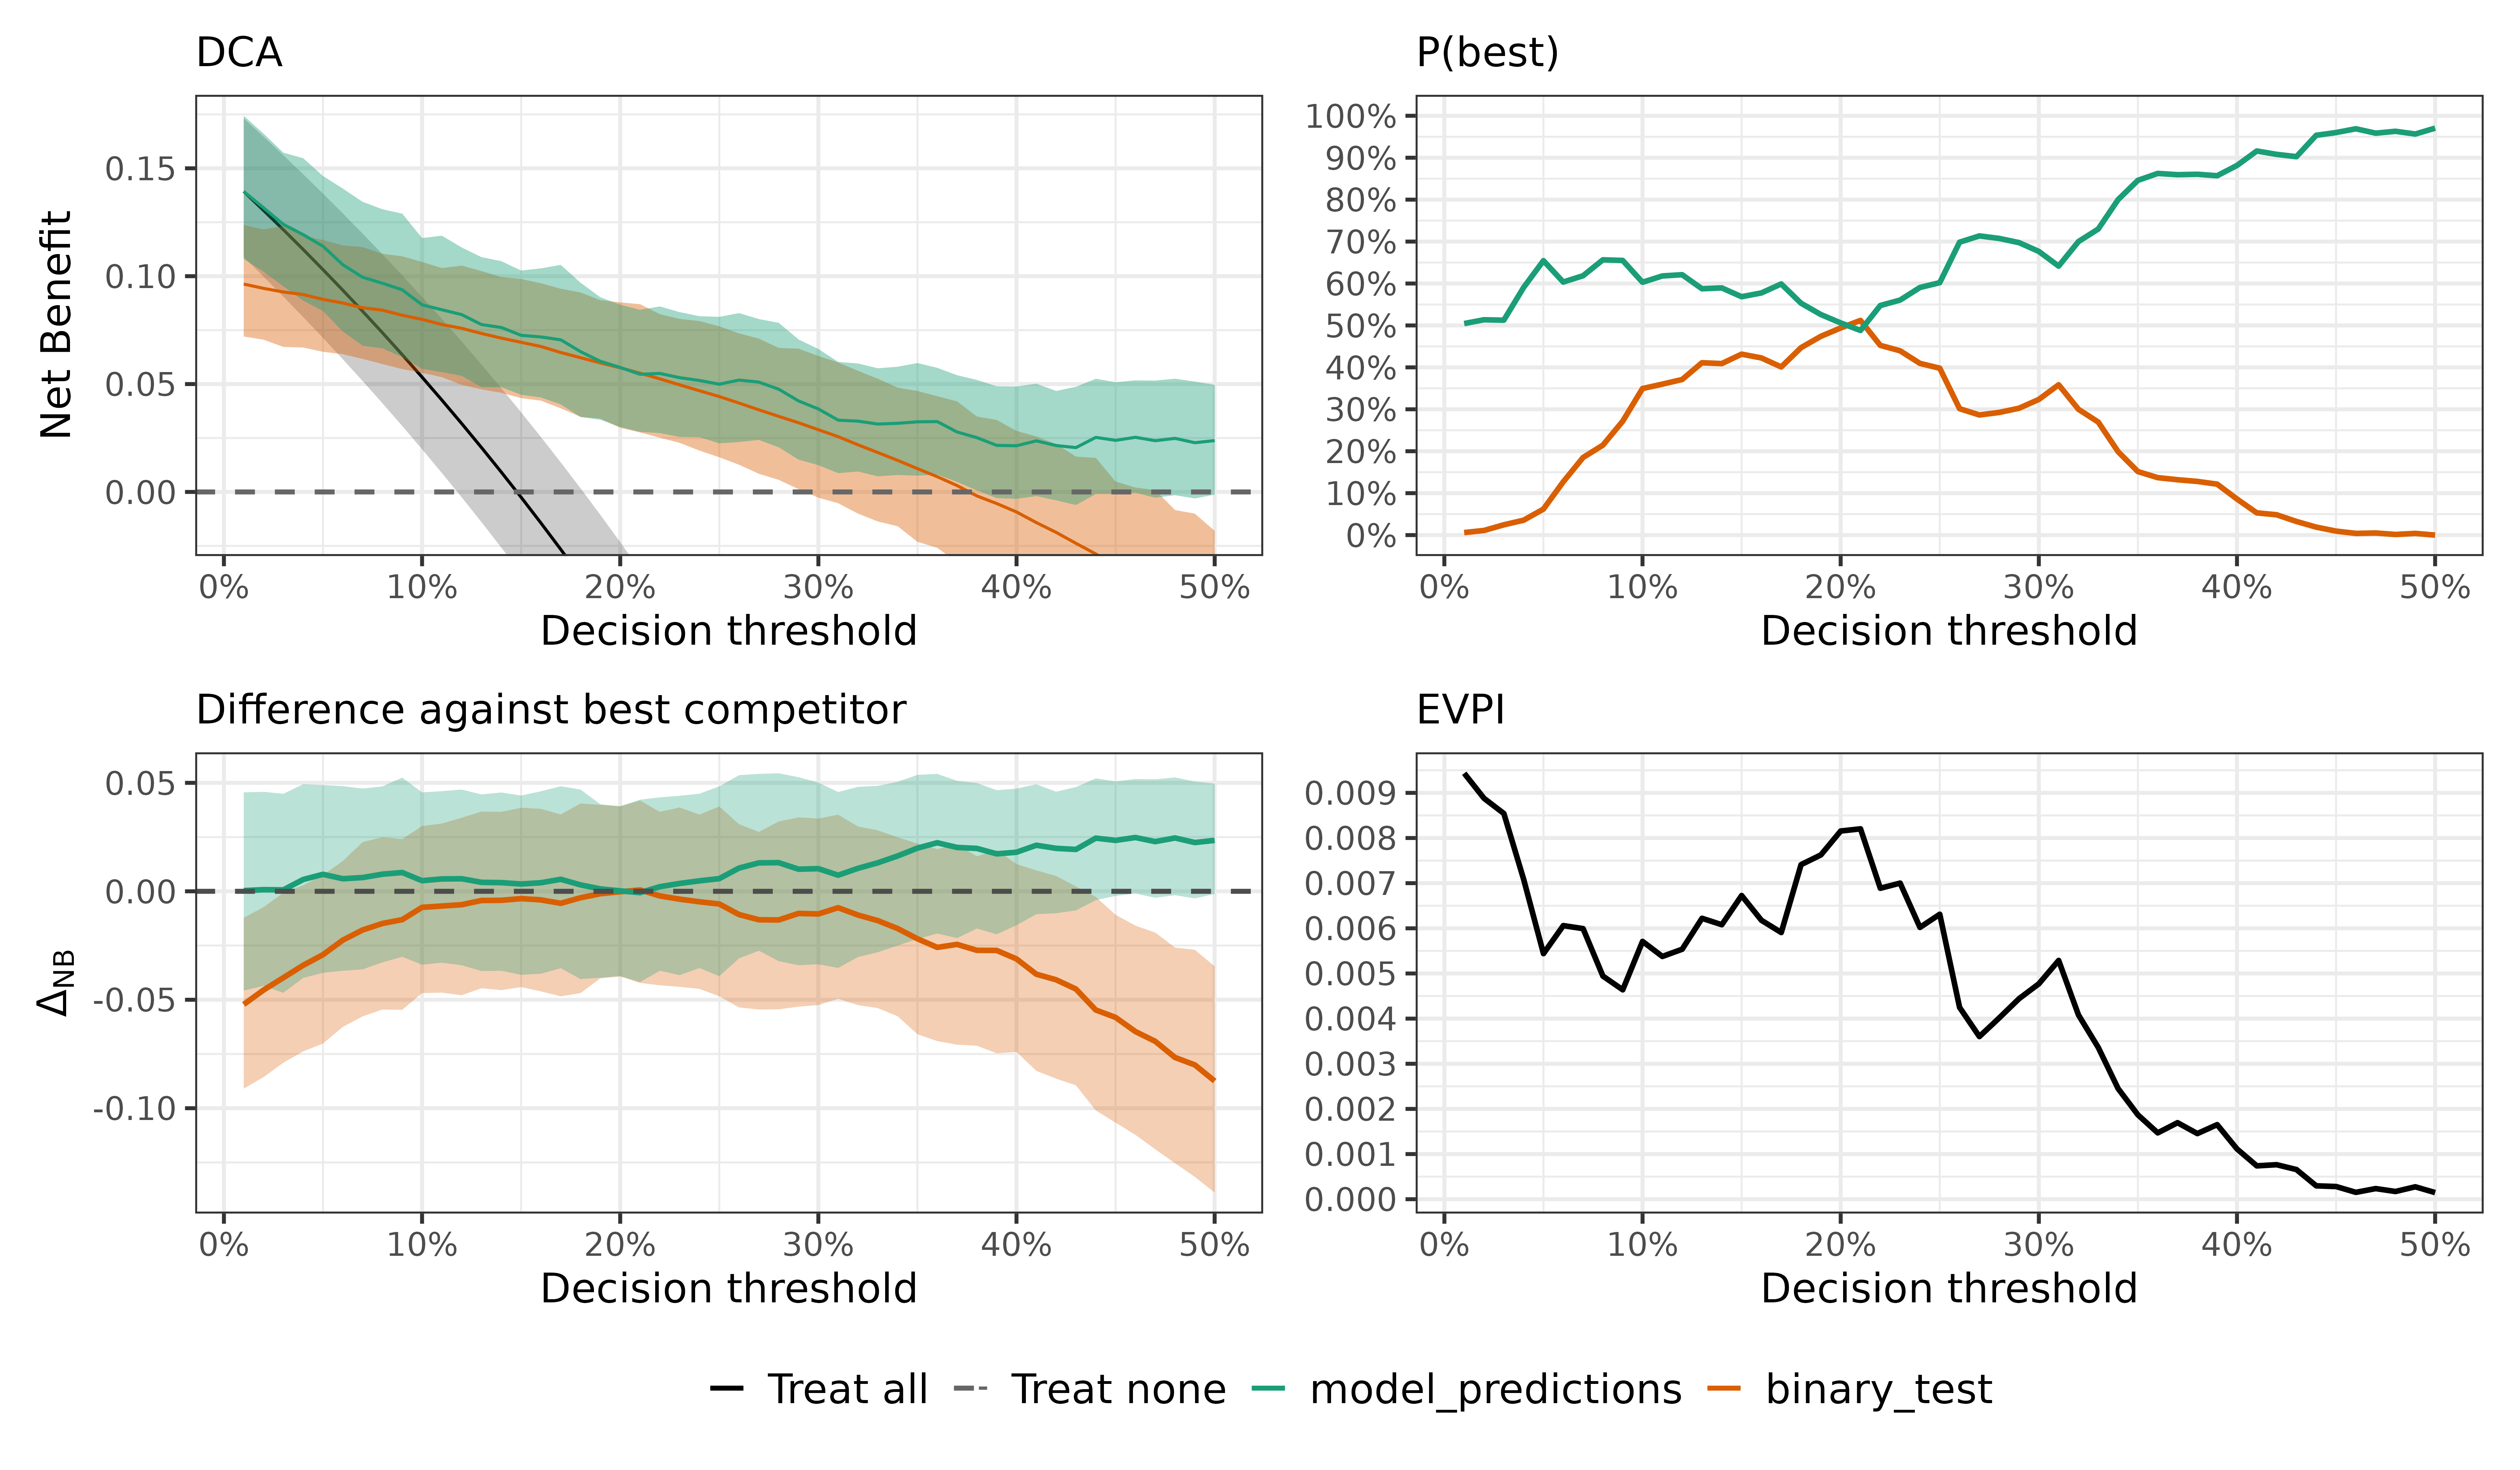 DCA
Net Benefit
0.15
0.10
0.05
0.00
0% 10% 20% 30% 40% 50%
Decision threshold
P(best)
100%
90%
80%
70%
60%
50%
40%
30%
20%
10%
0%
0% 10% 20% 30% 40% 50%
Decision threshold
Difference against best competitor
ΔNB
0.05
0.00
-0.05
-0.10
0% 10% 20% 30% 40% 50%
Decision threshold
EVPI
0.009
0.008
0.007
0.006
0.005
0.004
0.003
0.002
0.001
0.000
0% 10% 20% 30% 40% 50%
Decision threshold
Treat all Treat none model_predictions binary_test